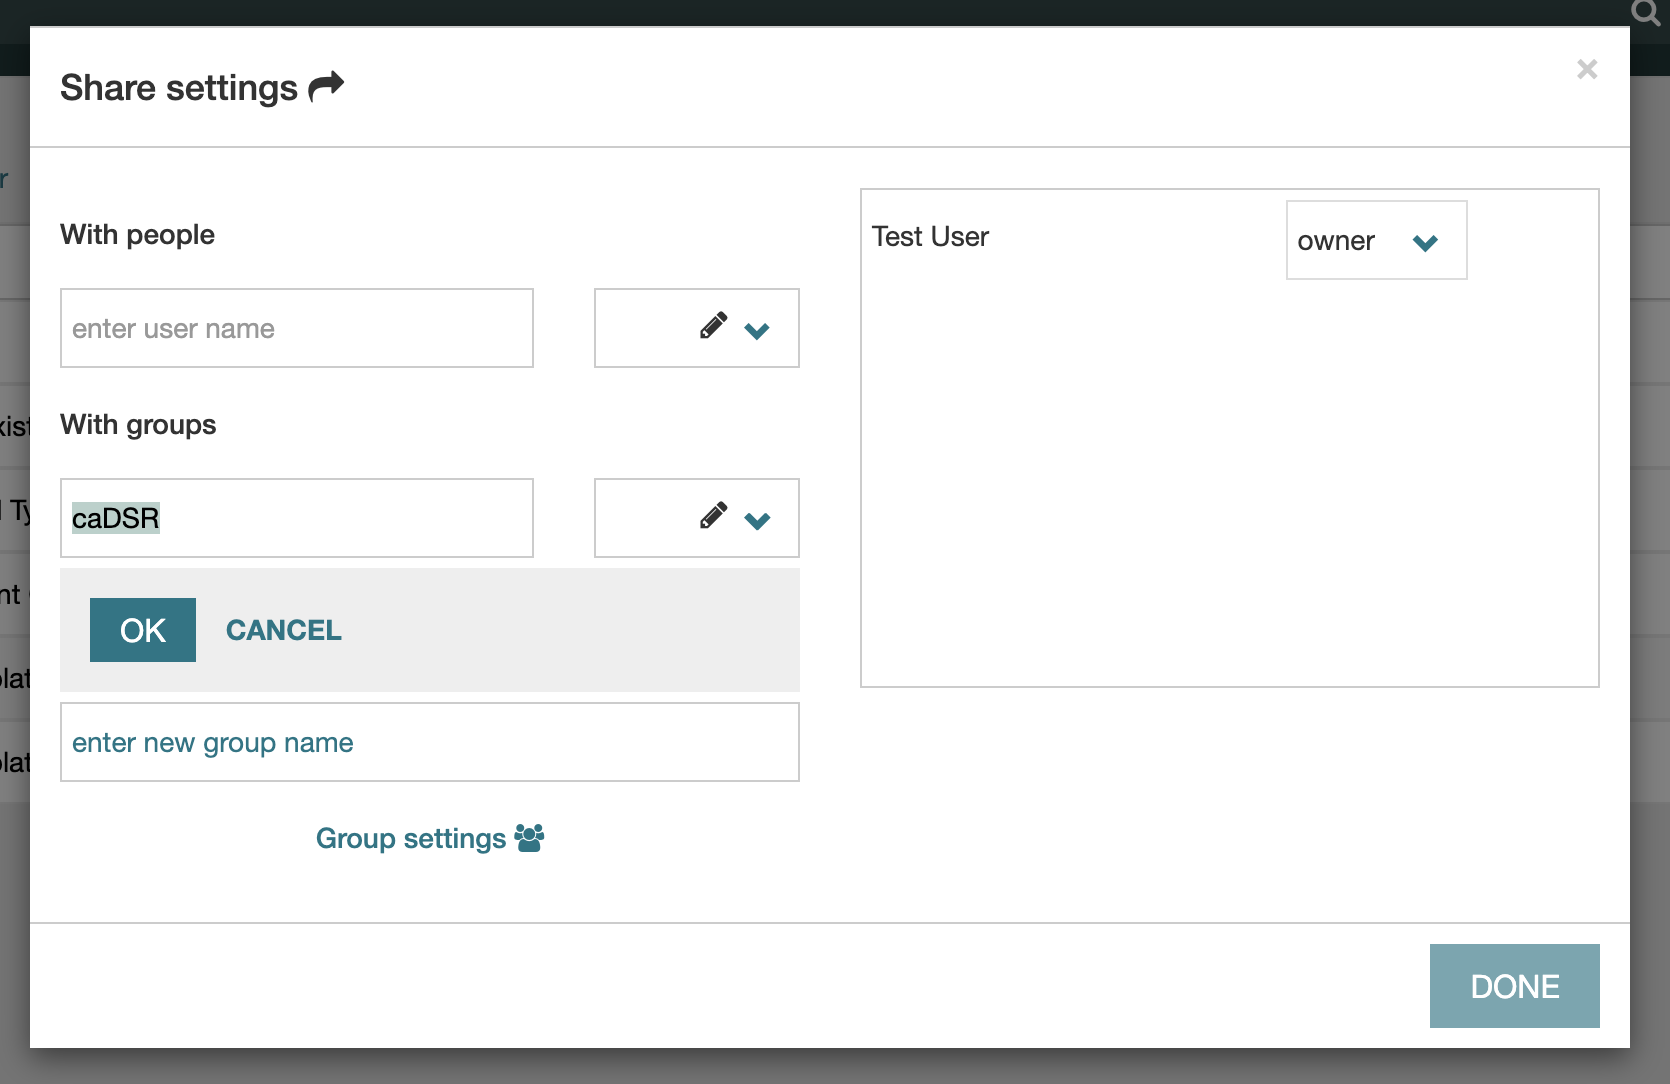 Share settings
×
With people
enter user name
With groups
caDSR
OK
CANCEL
enter new group name
Group settings
Test User
owner
DONE